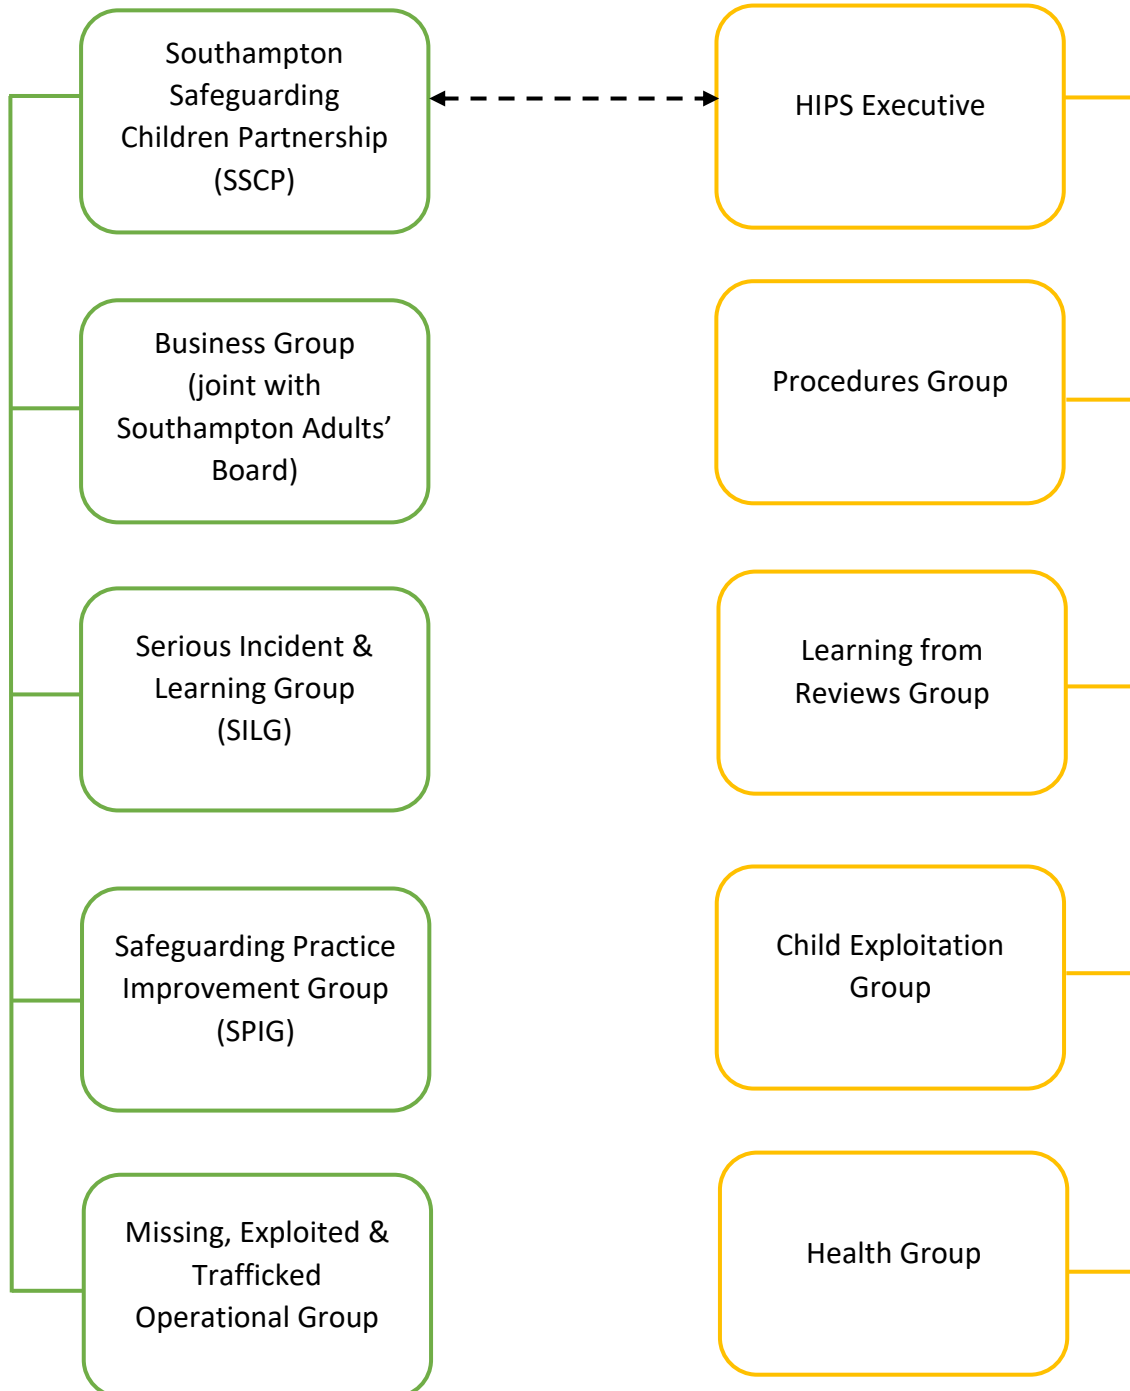 Southampton
Safeguarding
Children Partnership
(SSCP)
HIPS Executive
Business Group
(joint with
Southampton Adults’
Board)
Procedures Group
Serious Incident &
Learning Group
(SILG)
Learning from
Reviews Group
Safeguarding Practice
Improvement Group
(SPIG)
Child Exploitation
Group
Missing, Exploited &
Trafficked
Operational Group
Health Group